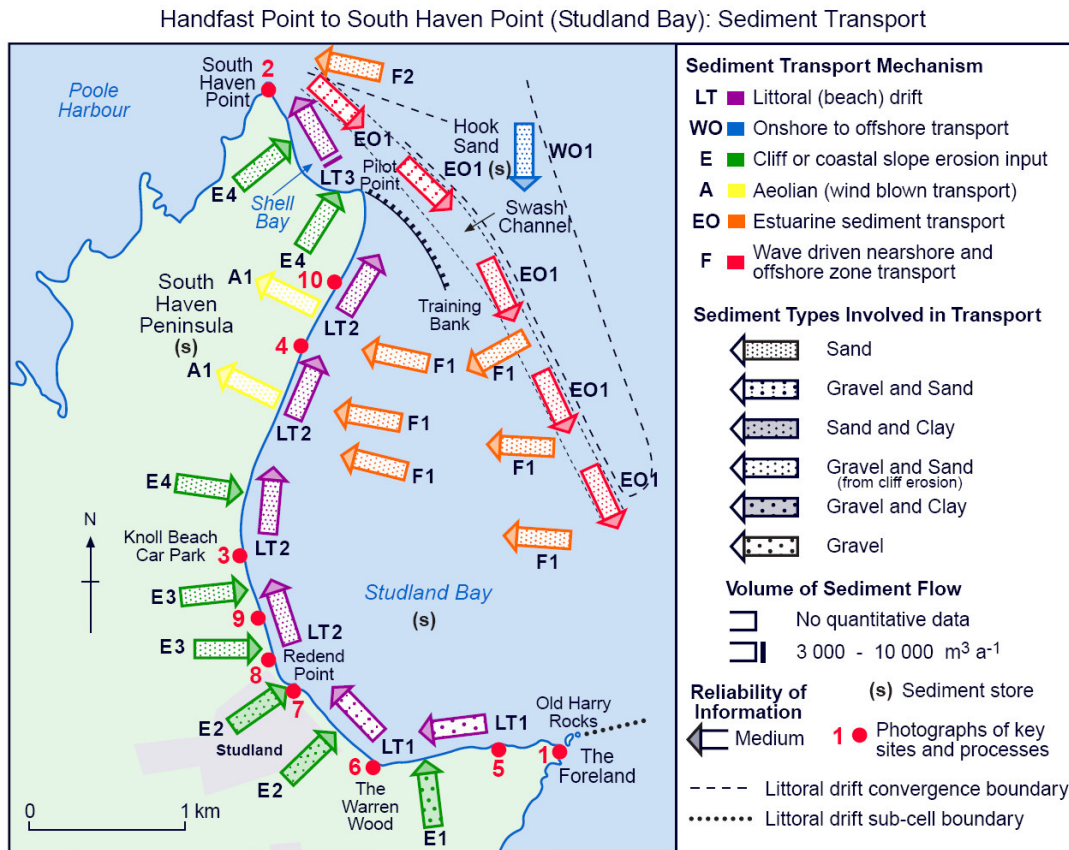 Handfast Point to South Haven Point (Studland Bay): Sediment Transport
Poole
Harbour
South
Haven
Point
2
F2
EO1
Hook
Sand
(s)
WO1
EO1
E4
LT3
Pilot
Point
Shell
Bay
Swash
Channel
E4
A1
10
South
Haven
Peninsula
(s)
LT2
Training
Bank
EO1
4
F1
F1
EO1
A1
LT2
F1
F1
F1
EO1
E4
LT2
N
Knoll Beach
Car Park
3
F1
Studland Bay
(s)
E3
9
LT2
E3
8
Redend
Point
7
E2
Studland
LT1
LT1
Old Harry
Rocks
E2
6
The
Warren
Wood
5
1
The
Foreland
E1
0
1 km
Sediment Transport Mechanism
LT Littoral (beach) drift
WO Onshore to offshore transport
E Cliff or coastal slope erosion input
A Aeolian (wind blown transport)
EO Estuarine sediment transport
F Wave driven nearshore and
offshore zone transport
Sediment Types Involved in Transport
Sand
Gravel and Sand
Sand and Clay
Gravel and Sand
(from cliff erosion)
Gravel and Clay
Gravel
Volume of Sediment Flow
No quantitative data
3 000 - 10 000 m³ a⁻¹
Reliability of
Information
Medium
(s) Sediment store
1 Photographs of key
sites and processes
Littoral drift convergence boundary
Littoral drift sub-cell boundary